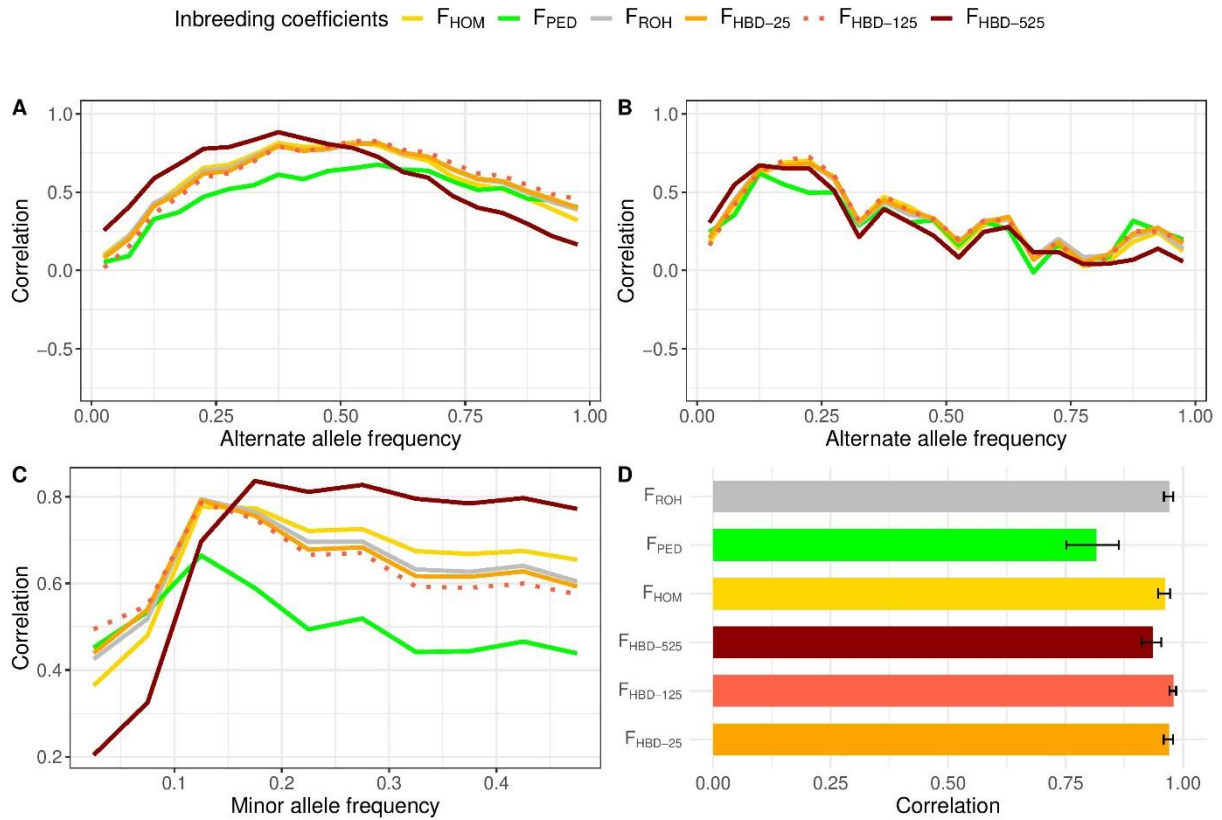 Inbreeding coefficients F_HOM F_PED F_ROH F_HBD−25 F_HBD−125 F_HBD−525
A
1.0
0.5
0.0
−0.5
Correlation
0.00 0.25 0.50 0.75 1.00
Alternate allele frequency
B
1.0
0.5
0.0
−0.5
Correlation
0.00 0.25 0.50 0.75 1.00
Alternate allele frequency
C
0.8
0.6
0.4
0.2
Correlation
0.1 0.2 0.3 0.4
Minor allele frequency
D
F_ROH
F_PED
F_HOM
F_HBD−525
F_HBD−125
F_HBD−25
0.00 0.25 0.50 0.75 1.00
Correlation